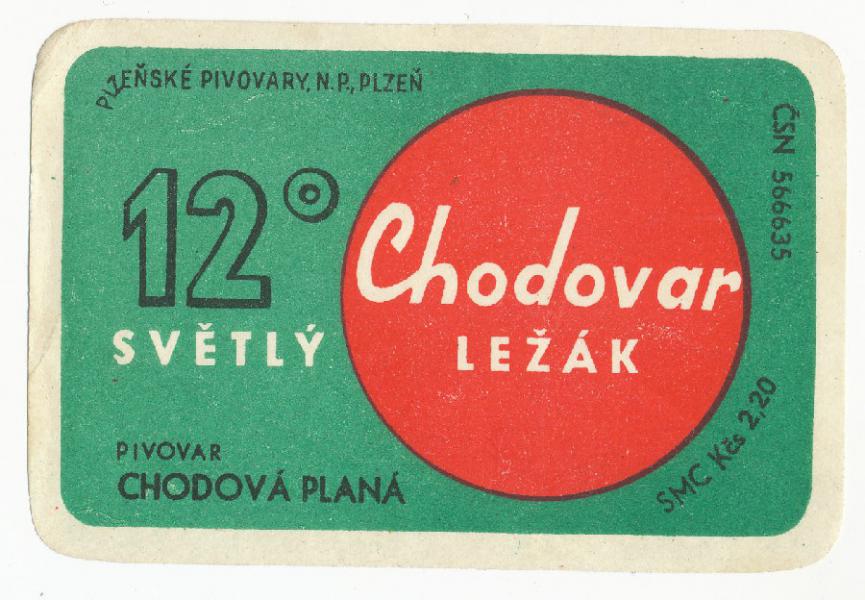 PLZEŇSKÉ PIVOVARY, N.P., PLZEŇ
ČSN 566635
12°
Chodovar
SVĚTLÝ
LEŽÁK
PIVOVAR
CHODOVÁ PLANÁ
SMC Kčs 2,20